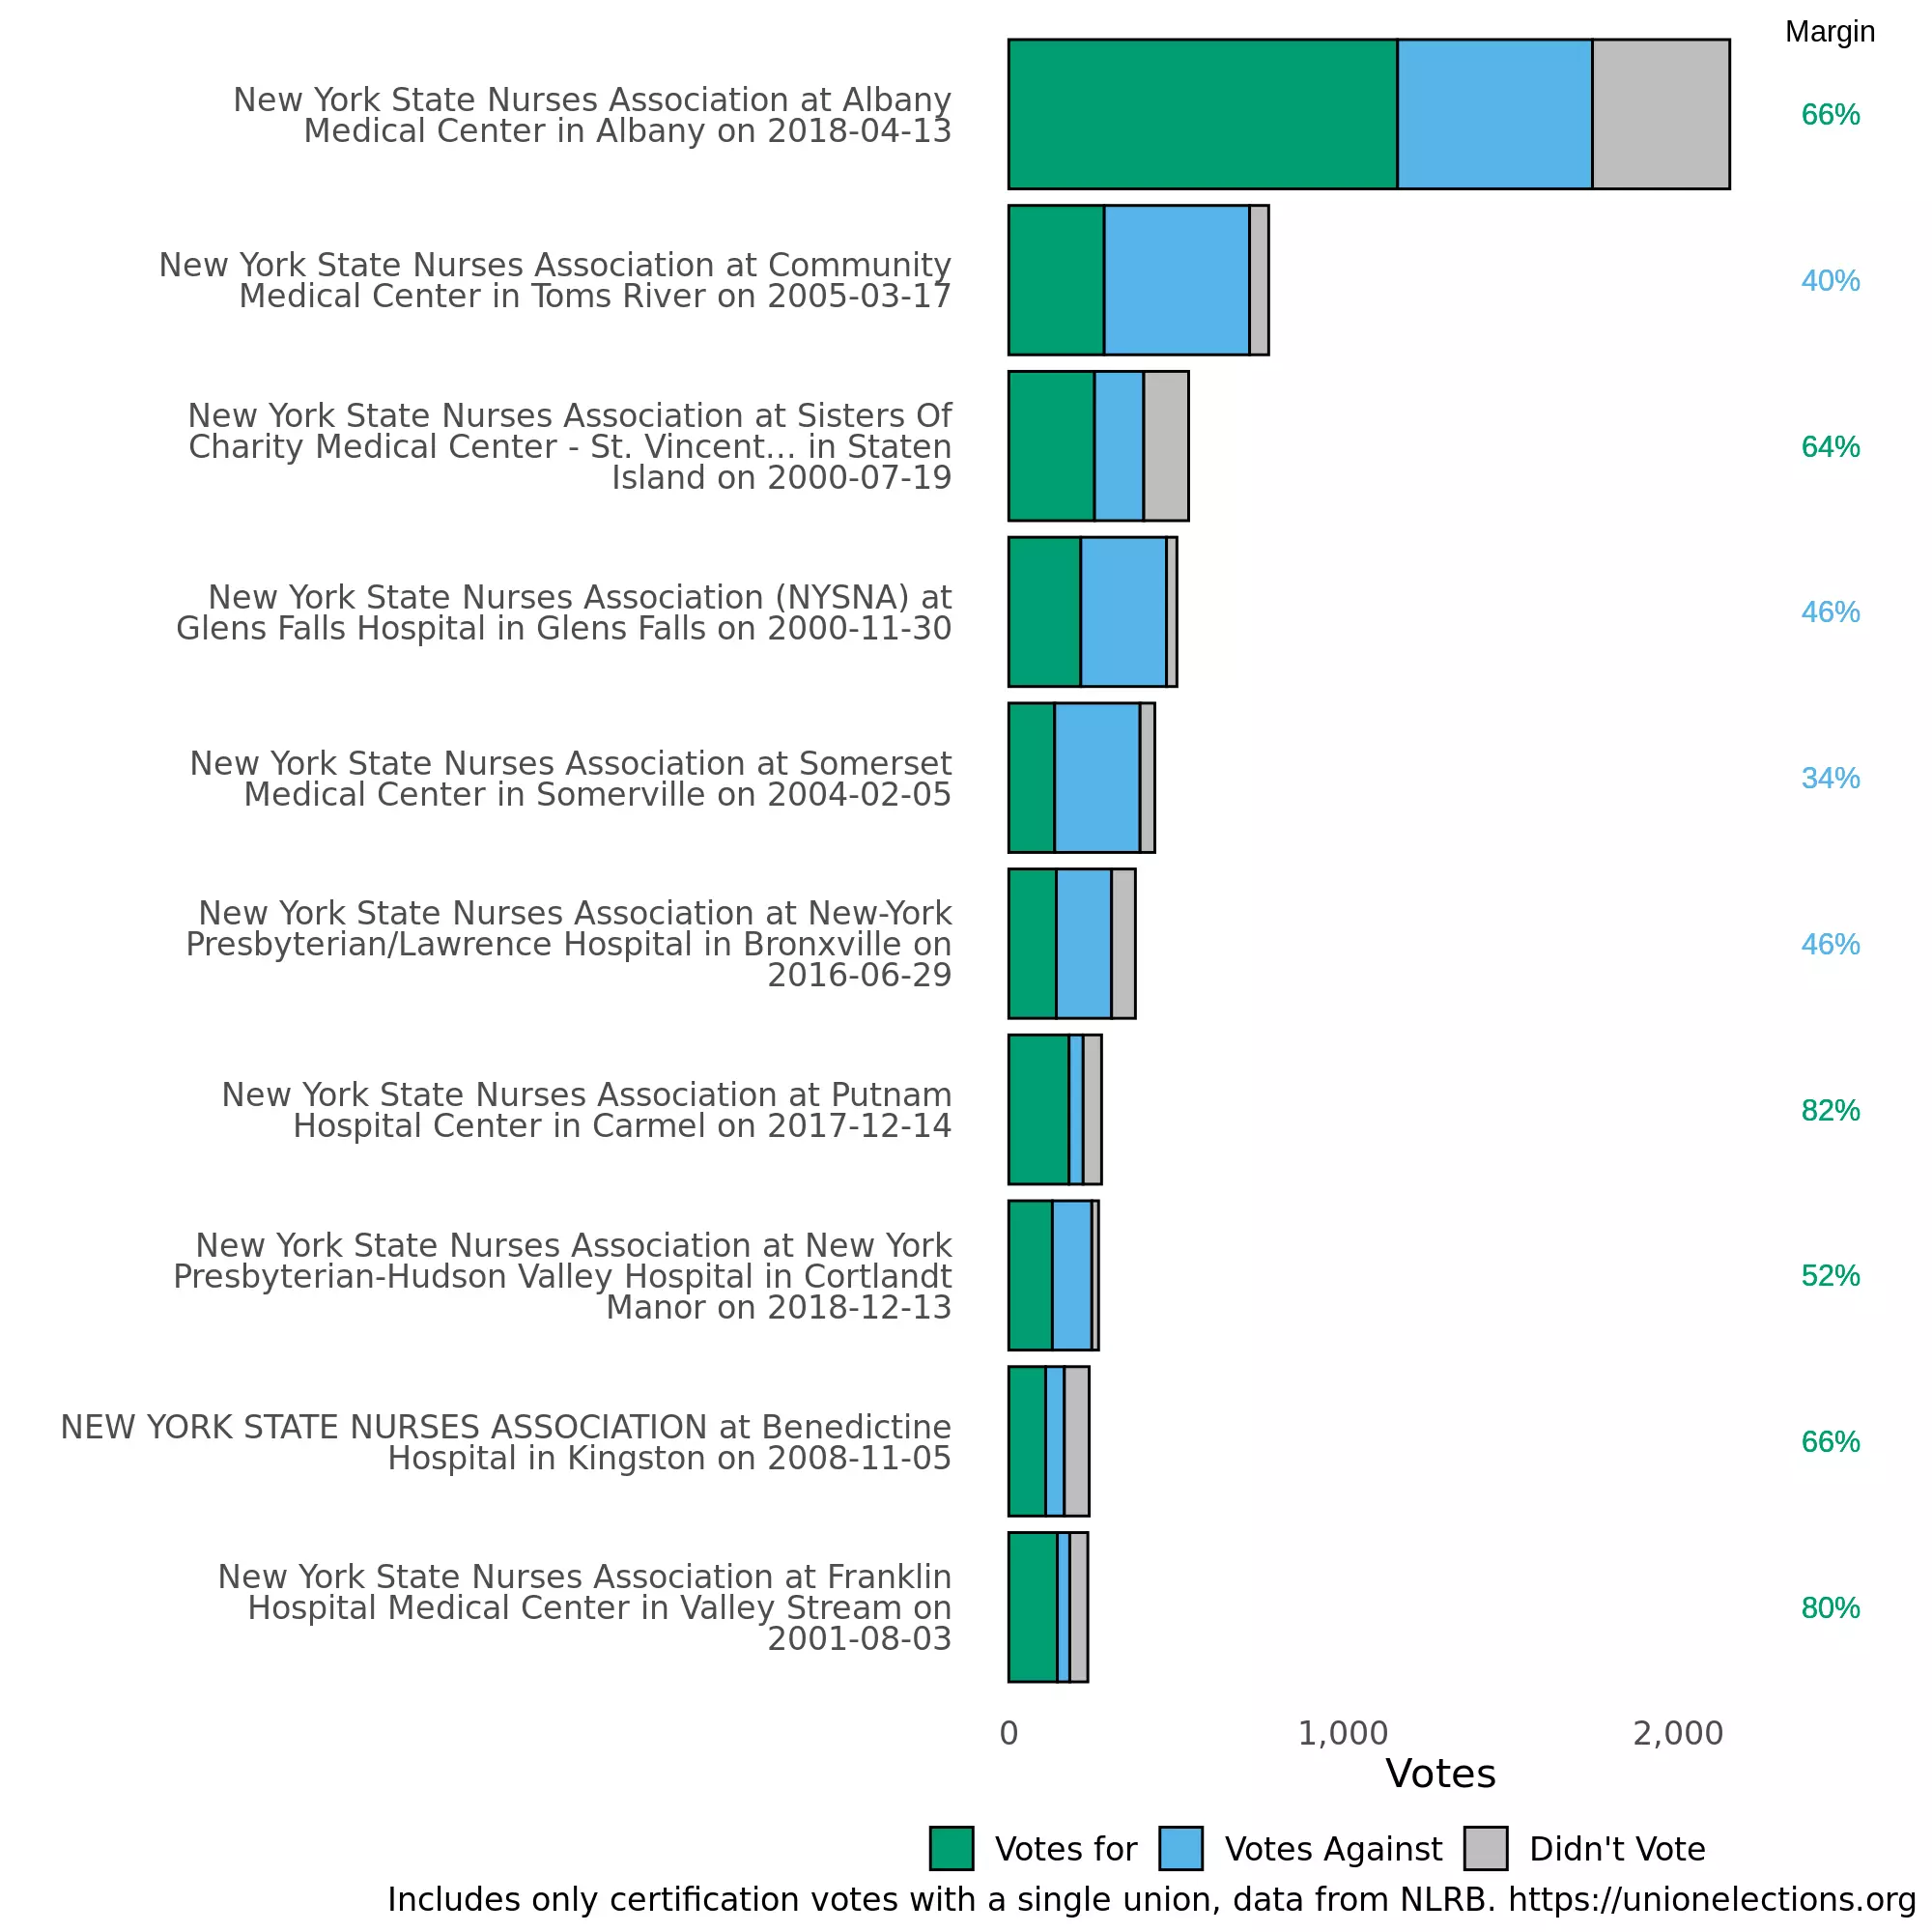 Margin
New York State Nurses Association at Albany
Medical Center in Albany on 2018-04-13
66%
New York State Nurses Association at Community
Medical Center in Toms River on 2005-03-17
40%
New York State Nurses Association at Sisters Of
Charity Medical Center - St. Vincent... in Staten
Island on 2000-07-19
64%
New York State Nurses Association (NYSNA) at
Glens Falls Hospital in Glens Falls on 2000-11-30
46%
New York State Nurses Association at Somerset
Medical Center in Somerville on 2004-02-05
34%
New York State Nurses Association at New-York
Presbyterian/Lawrence Hospital in Bronxville on
2016-06-29
46%
New York State Nurses Association at Putnam
Hospital Center in Carmel on 2017-12-14
82%
New York State Nurses Association at New York
Presbyterian-Hudson Valley Hospital in Cortlandt
Manor on 2018-12-13
52%
NEW YORK STATE NURSES ASSOCIATION at Benedictine
Hospital in Kingston on 2008-11-05
66%
New York State Nurses Association at Franklin
Hospital Medical Center in Valley Stream on
2001-08-03
80%
0 1,000 2,000
Votes
Votes for Votes Against Didn't Vote
Includes only certification votes with a single union, data from NLRB. https://unionelections.org